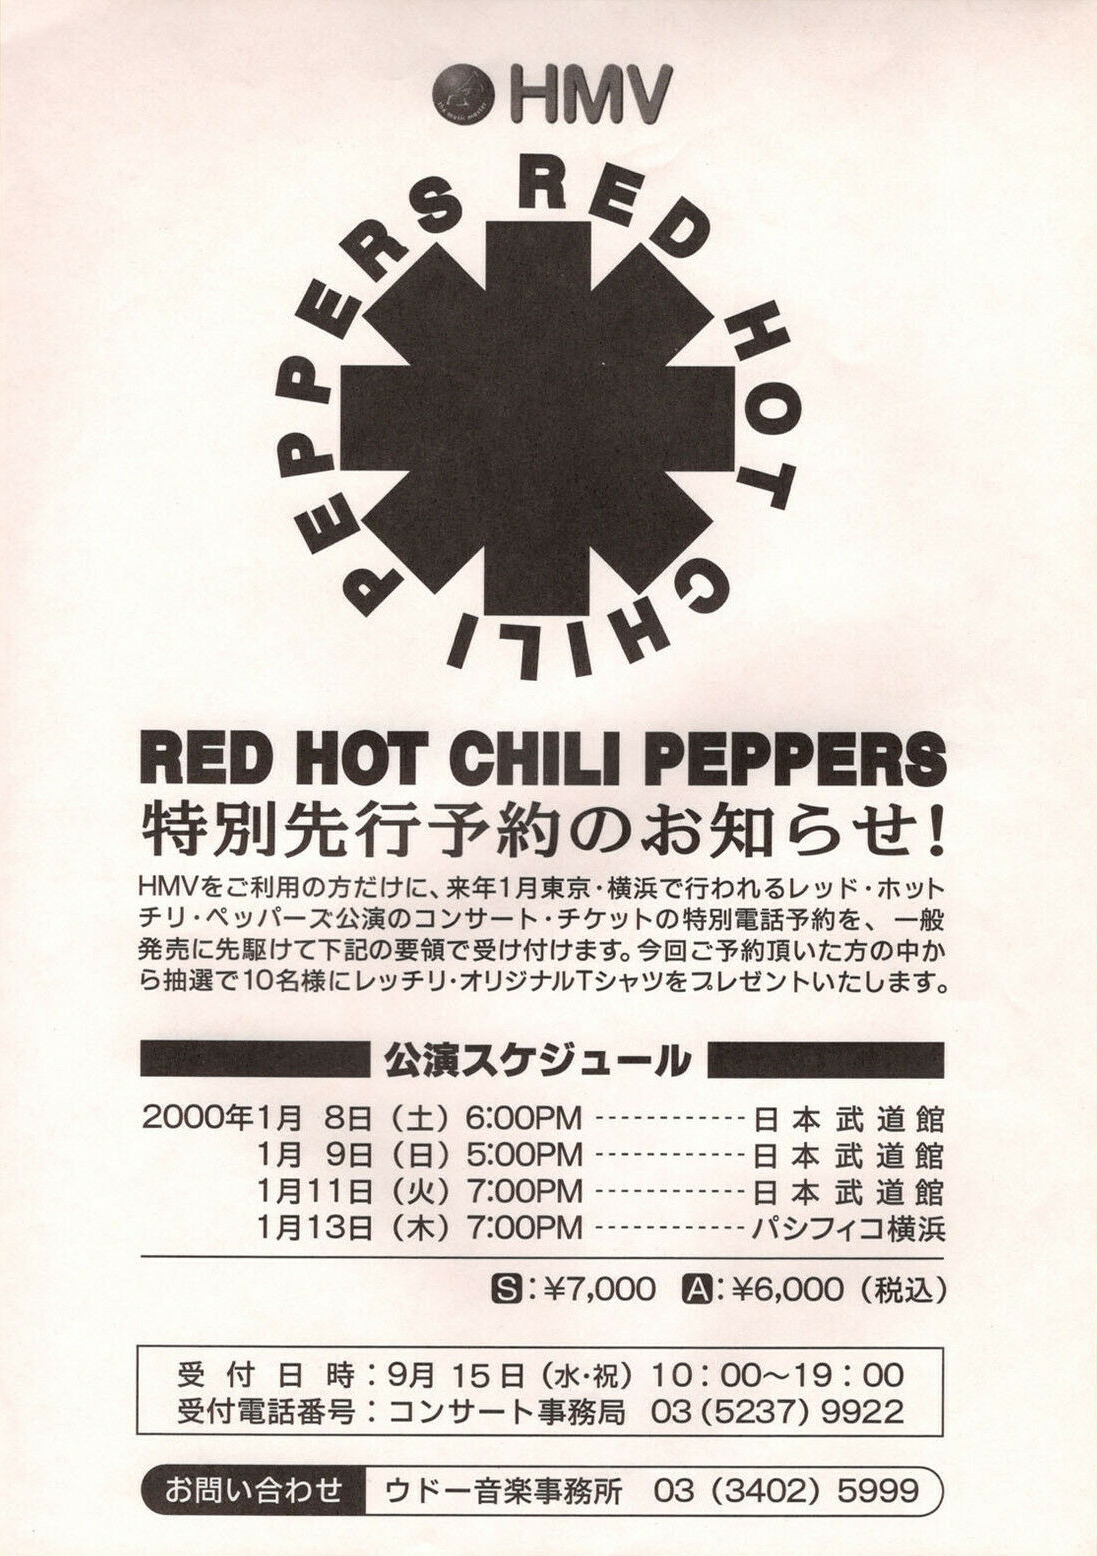 HMV
RED HOT CHILI PEPPERS
RED HOT CHILI PEPPERS
特別先行予約のお知らせ!
HMVをご利用の方だけに、来年1月東京・横浜で行われるレッド・ホット
チリ・ペッパーズ公演のコンサート・チケットの特別電話予約を、一般
発売に先駆けて下記の要領で受け付けます。今回ご予約頂いた方の中か
ら抽選で10名様にレッチリ・オリジナルTシャツをプレゼントいたします。
公演スケジュール
2000年1月 8日（土）6:00PM ------------ 日本武道館
1月 9日（日）5:00PM ------------ 日本武道館
1月11日（火）7:00PM ------------ 日本武道館
1月13日（木）7:00PM ------------ パシフィコ横浜
S:¥7,000 A:¥6,000（税込）
受付日時：9月15日（水・祝）10：00〜19：00
受付電話番号：コンサート事務局 03（5237）9922
お問い合わせ ウドー音楽事務所 03（3402）5999